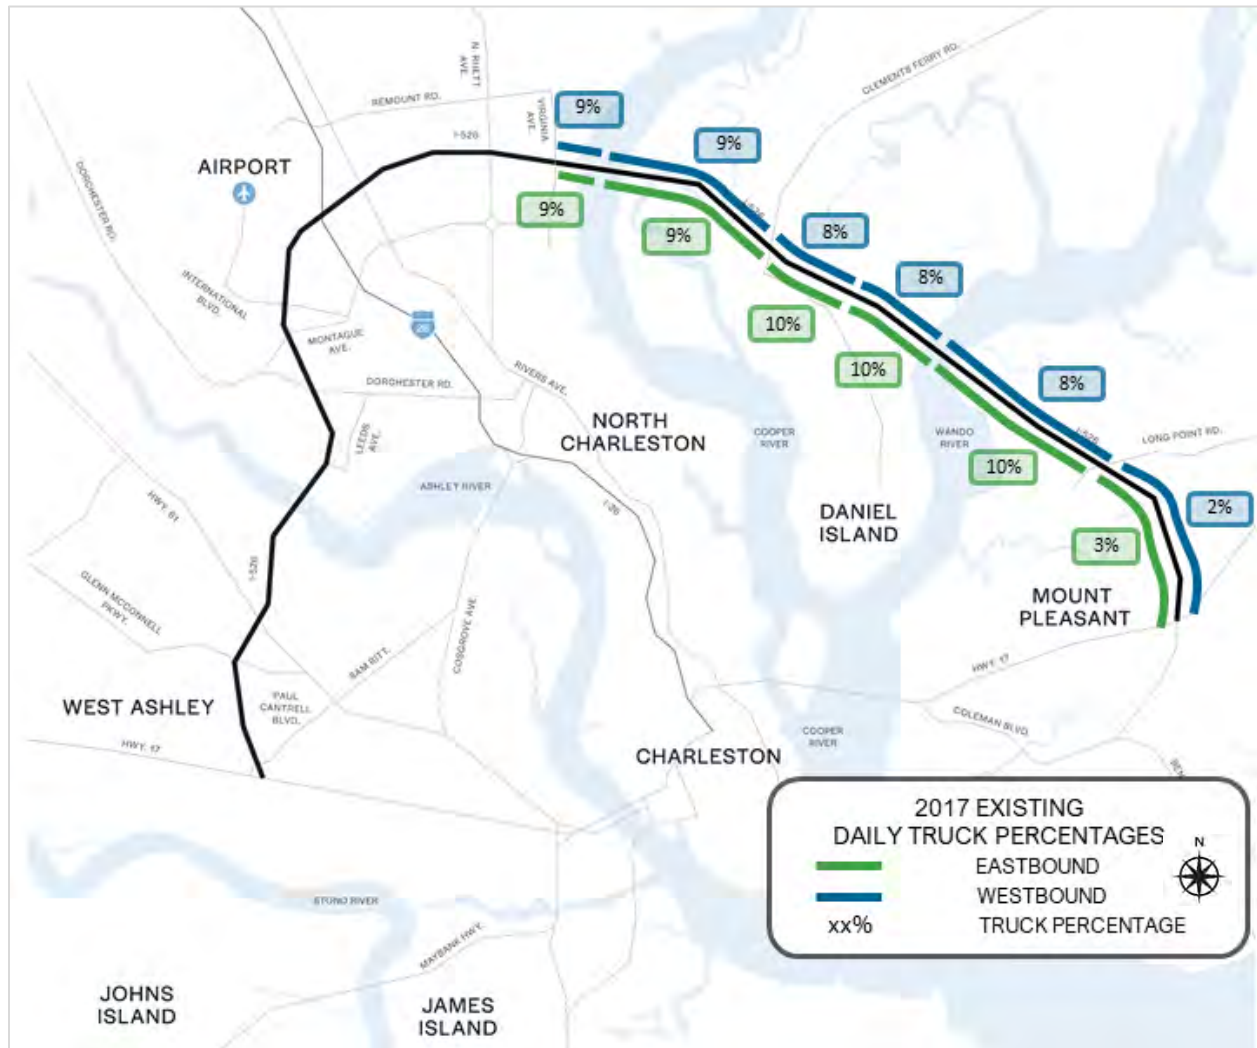 N. RHETT
AVE.
CLEMENTS FERRY RD.
REMOUNT RD.
VIRGINIA
AVE.
9%
I-526
9%
AIRPORT
DORCHESTER RD.
9%
9%
I-526
8%
8%
INTERNATIONAL
BLVD.
26
10%
MONTAGUE
AVE.
10%
DORCHESTER RD.
RIVERS AVE.
8%
LEEDS
AVE.
NORTH
CHARLESTON
COOPER
RIVER
WANDO
RIVER
I-526
LONG POINT RD.
10%
ASHLEY RIVER
HWY. 61
I-26
DANIEL
ISLAND
2%
3%
I-526
GLENN MCCONNELL
PKWY.
COSGROVE AVE.
MOUNT
PLEASANT
SAM RITT.
HWY. 17
WEST ASHLEY
PAUL
CANTRELL
BLVD.
COLEMAN BLVD.
HWY. 17
CHARLESTON
COOPER
RIVER
BEN
2017 EXISTING
DAILY TRUCK PERCENTAGES
N
EASTBOUND
WESTBOUND
xx% TRUCK PERCENTAGE
STONO RIVER
MAYBANK HWY.
JOHNS
ISLAND
JAMES
ISLAND